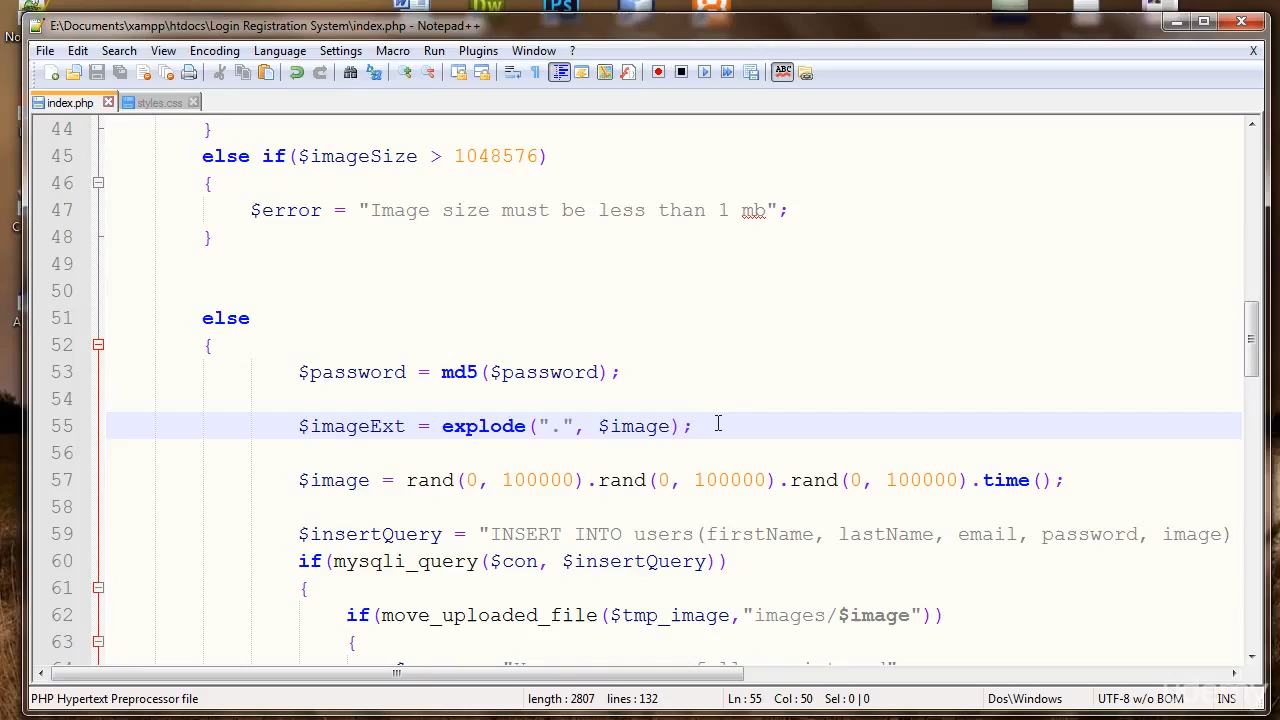 E:\Documents\xampp\htdocs\Login Registration System\index.php - Notepad++
File Edit Search View Encoding Language Settings Macro Run Plugins Window ? X
index.php styles.css
44 }
45 else if($imageSize > 1048576)
46 {
47 $error = "Image size must be less than 1 mb";
48 }
49
50
51 else
52 {
53 $password = md5($password);
54
55 $imageExt = explode(".", $image);
56
57 $image = rand(0, 100000).rand(0, 100000).rand(0, 100000).time();
58
59 $insertQuery = "INSERT INTO users(firstName, lastName, email, password, image)
60 if(mysqli_query($con, $insertQuery))
61 {
62 if(move_uploaded_file($tmp_image,"images/$image"))
63 {
PHP Hypertext Preprocessor file length : 2807 lines : 132 Ln : 55 Col : 50 Sel : 0 | 0 Dos\Windows UTF-8 w/o BOM INS